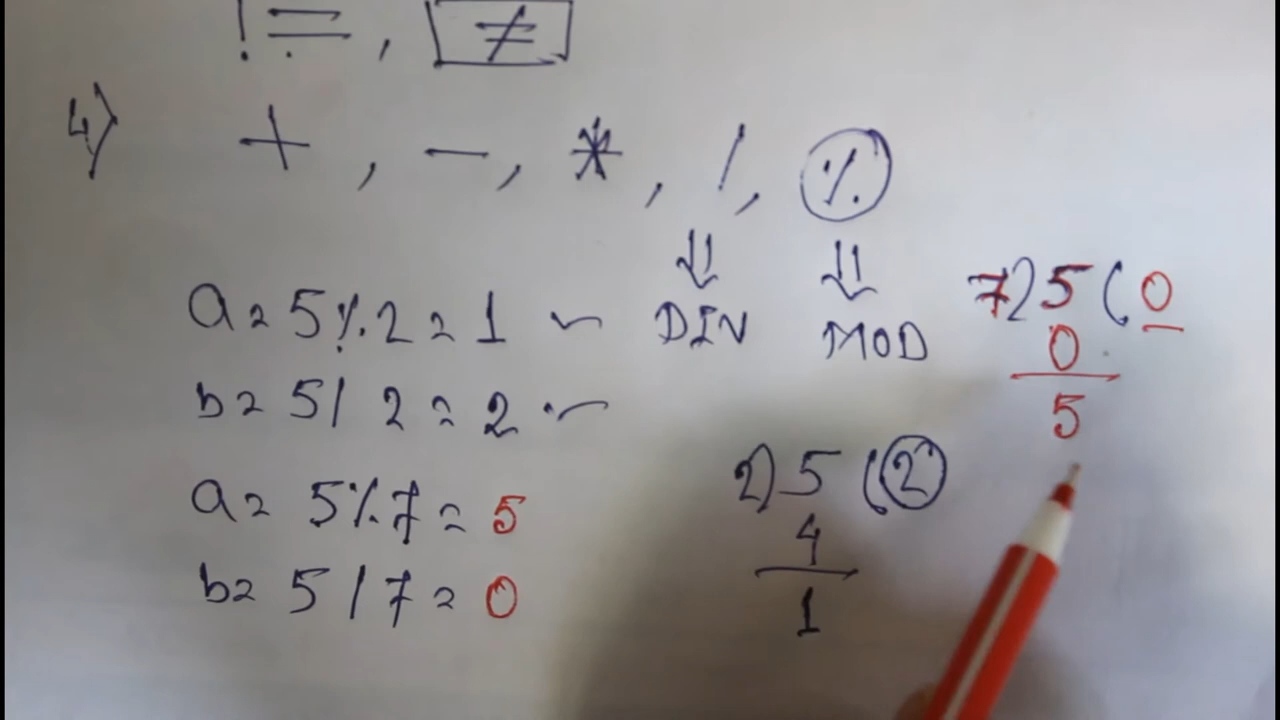 !=, ≠
4) +, -, *, /, %
⇓ ⇓
DIV MOD
a = 5 % 2 = 1
b = 5 / 2 = 2
a = 5 % 7 = 5
b = 5 / 7 = 0
2) 5 (2
4
1
7) 5 (0
0
5